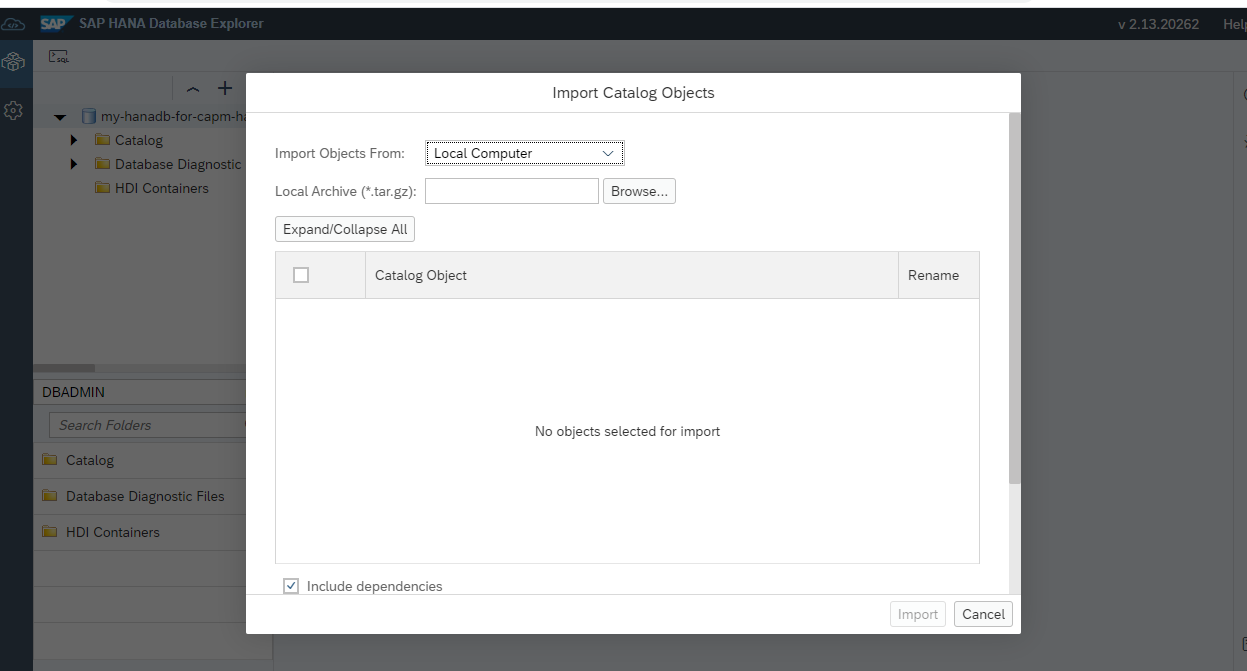 SAP SAP HANA Database Explorer
v 2.13.20262
Help
SQL
my-hanadb-for-capm-ha
Catalog
Database Diagnostic
HDI Containers
DBADMIN
Search Folders
Catalog
Database Diagnostic Files
HDI Containers
Import Catalog Objects
Import Objects From: Local Computer
Local Archive (*.tar.gz): Browse...
Expand/Collapse All
Catalog Object Rename
No objects selected for import
Include dependencies
Import Cancel